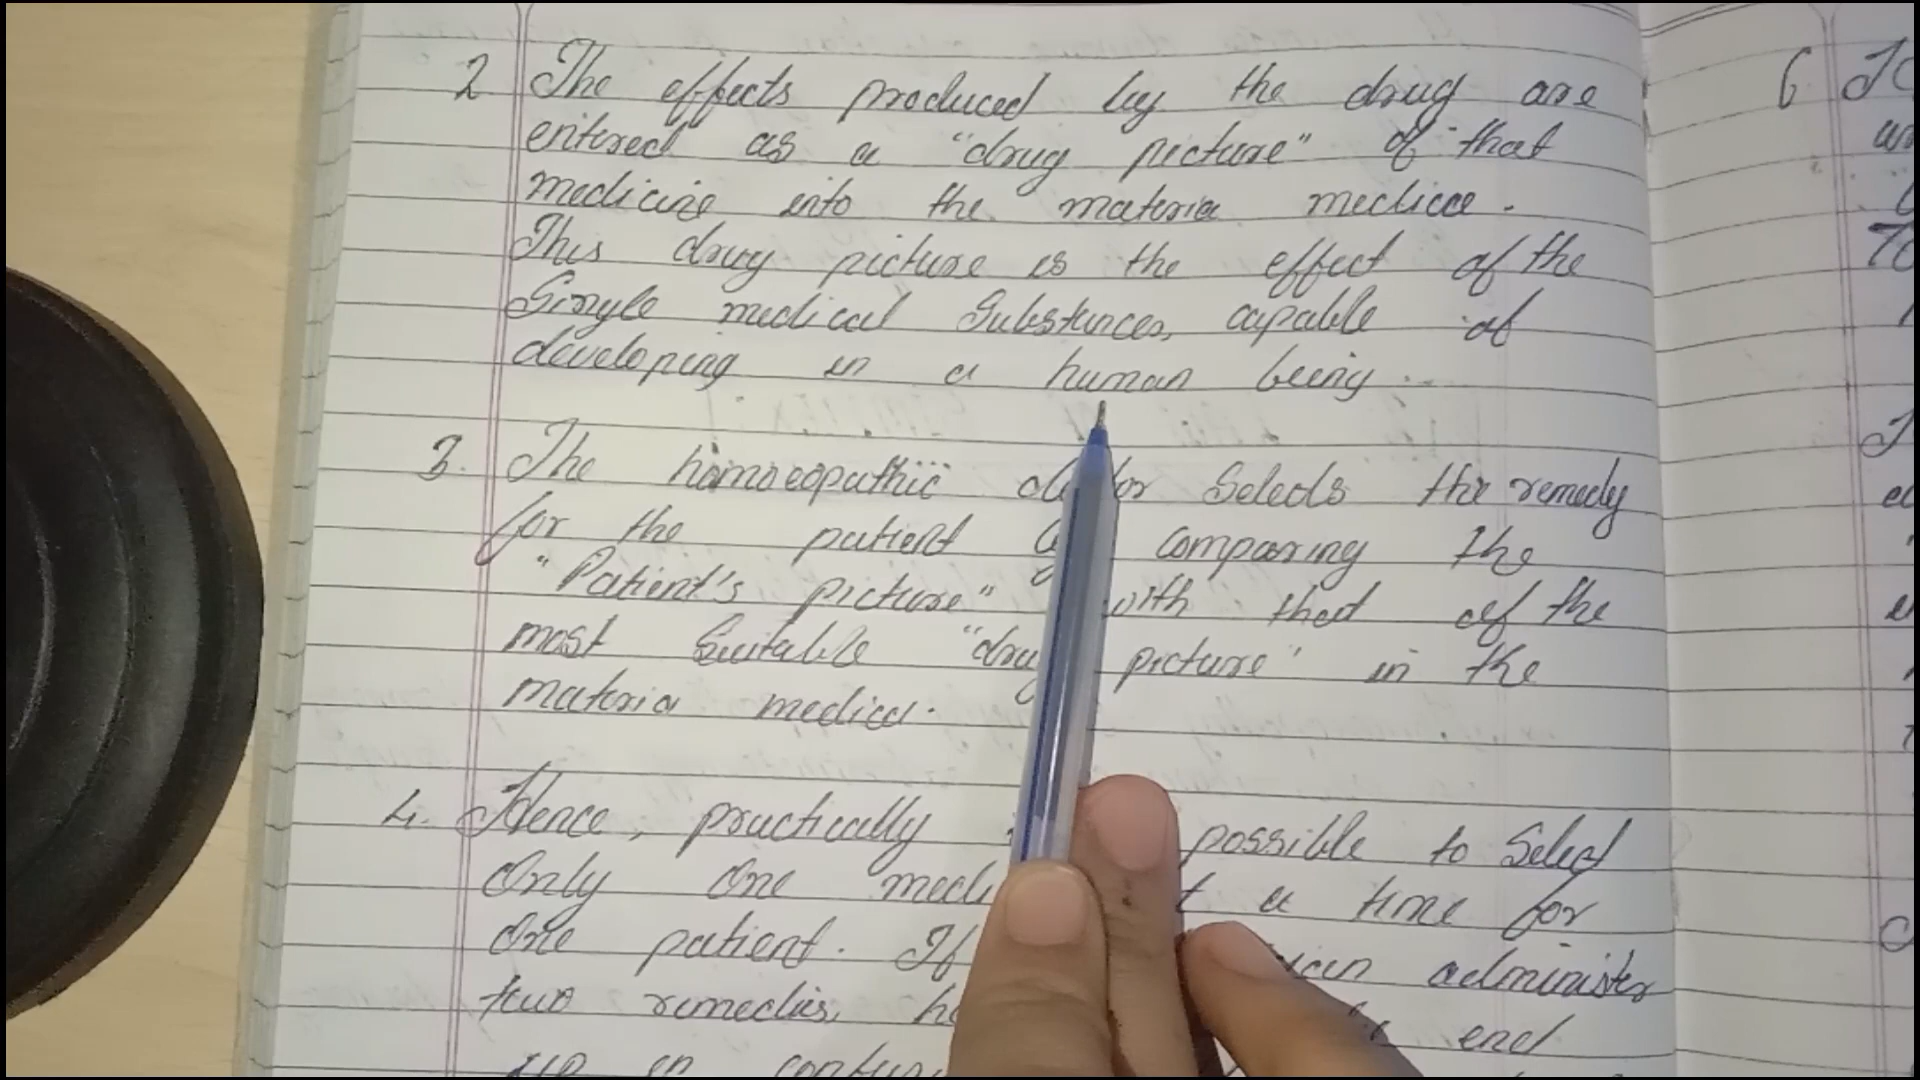 2 The effects produced by the drug are
entered as a "drug picture" of that
medicine into the materia medica.
This drug picture is the effect of the
Single medical Substances, capable of
developing in a human being.
3. The homoeopathic selects the remedy
for the patient comparing the
"Patient's picture" with that of the
most suitable "drug picture" in the
materia medica.
4. Hence, practically possible to select
Only one a time for
One patient. If administer
two remedies, end
up in
6